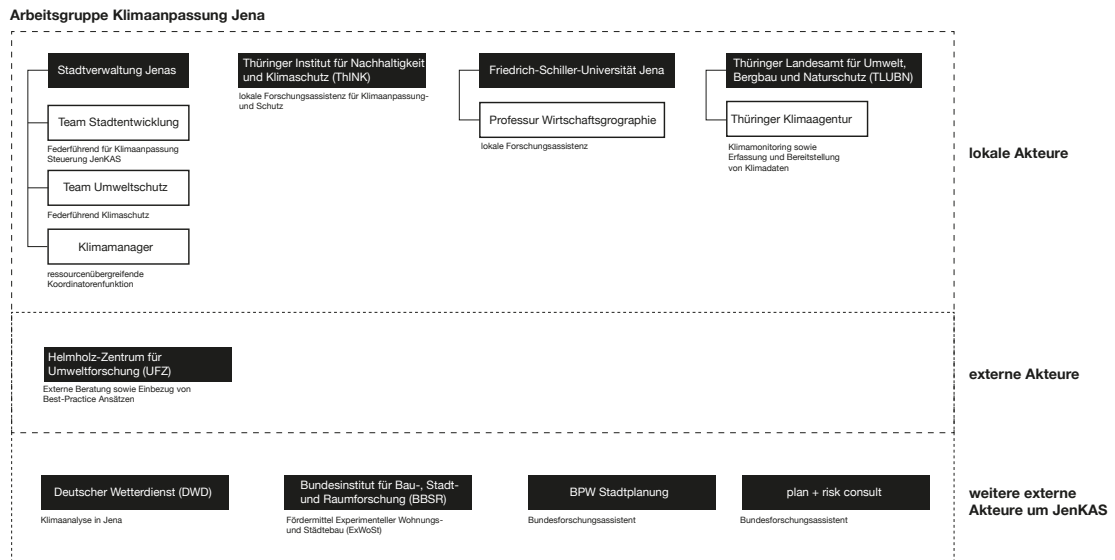 Arbeitsgruppe Klimaanpassung Jena
Stadtverwaltung Jenas
Team Stadtentwicklung
Federführend für Klimaanpassung
Steuerung JenKAS
Team Umweltschutz
Federführend Klimaschutz
Klimamanager
ressourcenübergreifende
Koordinatorenfunktion
Thüringer Institut für Nachhaltigkeit
und Klimaschutz (ThINK)
lokale Forschungsassistenz für Klimaanpassung-
und Schutz
Friedrich-Schiller-Universität Jena
Professur Wirtschaftsgrographie
lokale Forschungsassistenz
Thüringer Landesamt für Umwelt,
Bergbau und Naturschutz (TLUBN)
Thüringer Klimaagentur
Klimamonitoring sowie
Erfassung und Bereitstellung
von Klimadaten
lokale Akteure
Helmholz-Zentrum für
Umweltforschung (UFZ)
Externe Beratung sowie Einbezug von
Best-Practice Ansätzen
externe Akteure
Deutscher Wetterdienst (DWD)
Klimaanalyse in Jena
Bundesinstitut für Bau-, Stadt-
und Raumforschung (BBSR)
Fördermittel Experimenteller Wohnungs-
und Städtebau (ExWoSt)
BPW Stadtplanung
Bundesforschungsassistent
plan + risk consult
Bundesforschungsassistent
weitere externe
Akteure um JenKAS